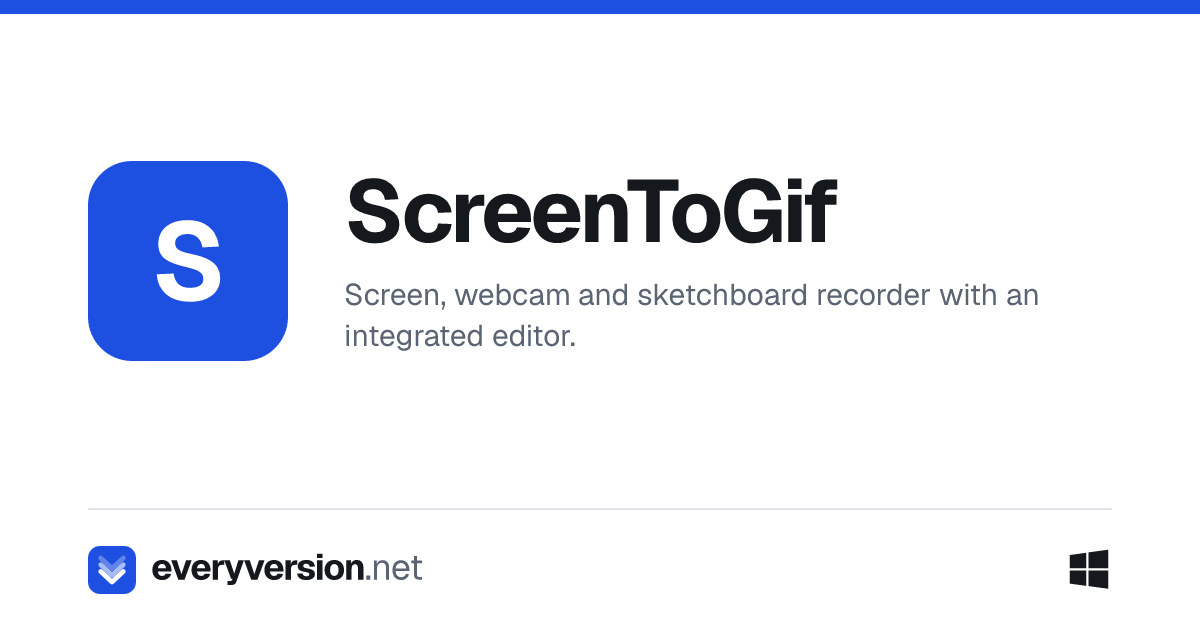 S
ScreenToGif
Screen, webcam and sketchboard recorder with an
integrated editor.
everyversion.net